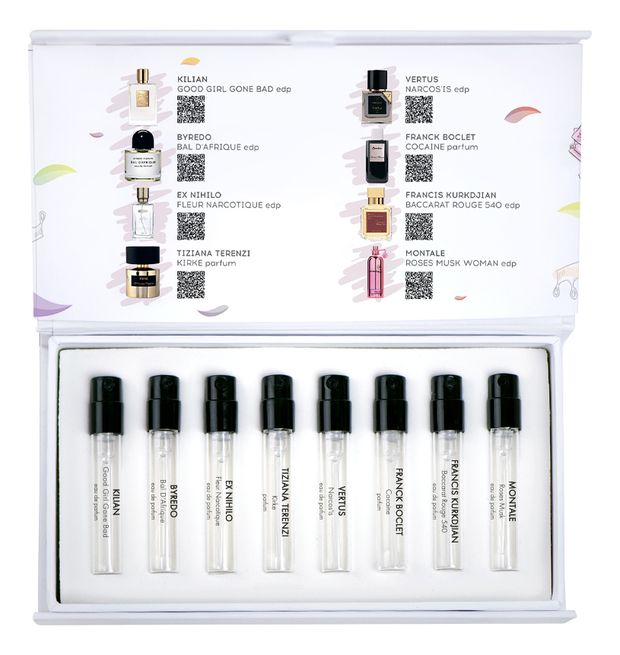 KILIAN
GOOD GIRL GONE BAD edp
BYREDO
BAL D'AFRIQUE edp
EX NIHILO
FLEUR NARCOTIQUE edp
TIZIANA TERENZI
KIRKE parfum
VERTUS
NARCOS'IS edp
FRANCK BOCLET
COCAINE parfum
FRANCIS KURKDJIAN
BACCARAT ROUGE 540 edp
MONTALE
ROSES MUSK WOMAN edp
KILIAN
Good Girl Gone Bad
eau de parfum
BYREDO
Bal D'Afrique
eau de parfum
EX NIHILO
Fleur Narcotique
eau de parfum
TIZIANA TERENZI
Kirke
parfum
VERTUS
Narcos'is
eau de parfum
FRANCK BOCLET
Cocaine
parfum
FRANCIS KURKDJIAN
Baccarat Rouge 540
eau de parfum
MONTALE
Roses Musk
eau de parfum